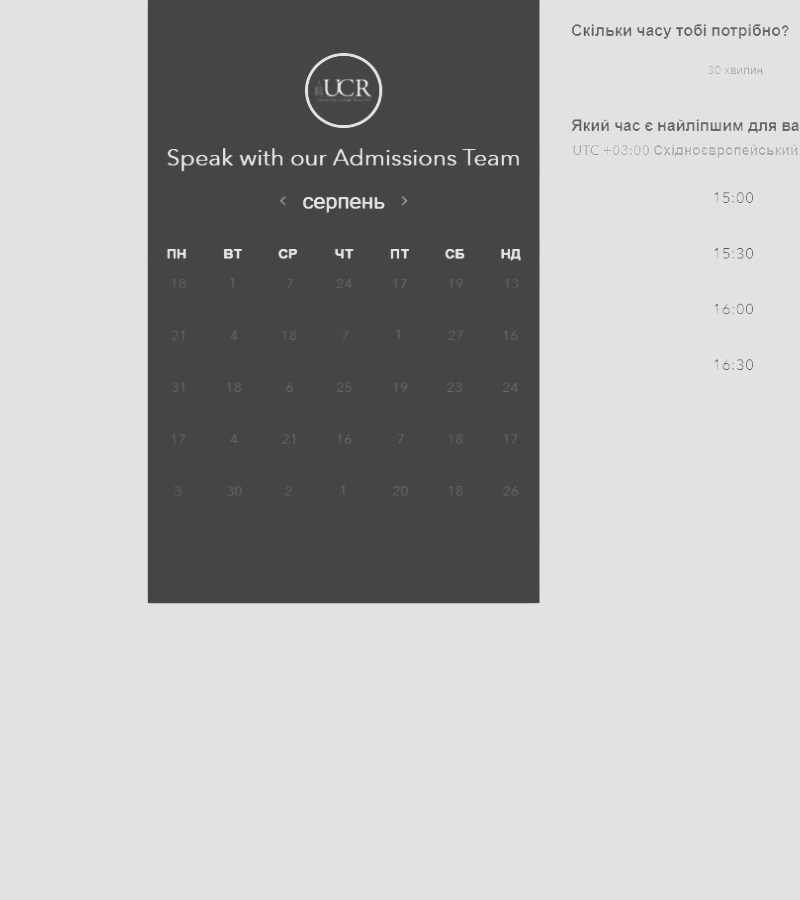 UCR
Speak with our Admissions Team
серпень
ПН ВТ СР ЧТ ПТ СБ НД
18 1 7 24 17 19 13
21 4 18 7 1 27 16
31 18 6 25 19 23 24
17 4 21 16 7 18 17
3 30 2 1 20 18 26
Скільки часу тобі потрібно?
30 хвилин
Який час є найліпшим для ва
UTC +03:00 Східноєвропейський
15:00
15:30
16:00
16:30